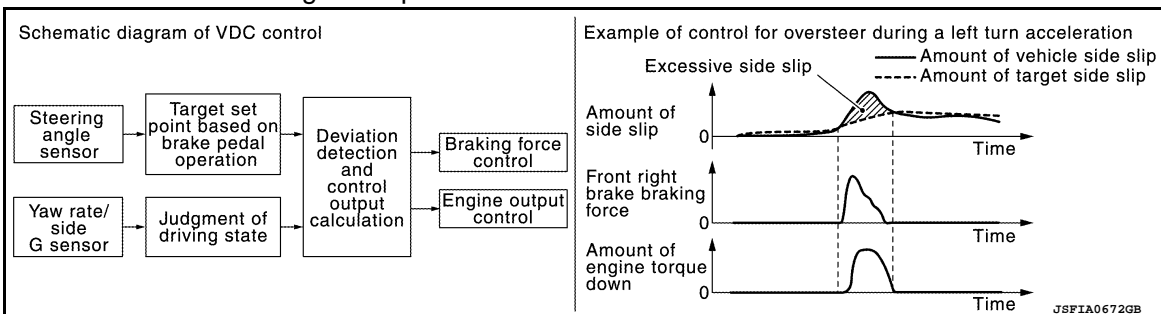 Schematic diagram of VDC control
Steering
angle
sensor
Target set
point based on
brake pedal
operation
Yaw rate/
side
G sensor
Judgment of
driving state
Deviation
detection
and
control
output
calculation
Braking force
control
Engine output
control
Example of control for oversteer during a left turn acceleration
Amount of vehicle side slip
Amount of target side slip
Excessive side slip
Amount of
side slip
0
Time
Front right
brake braking
force
0
Time
Amount of
engine torque
down
0
Time
JSFIA0672GB